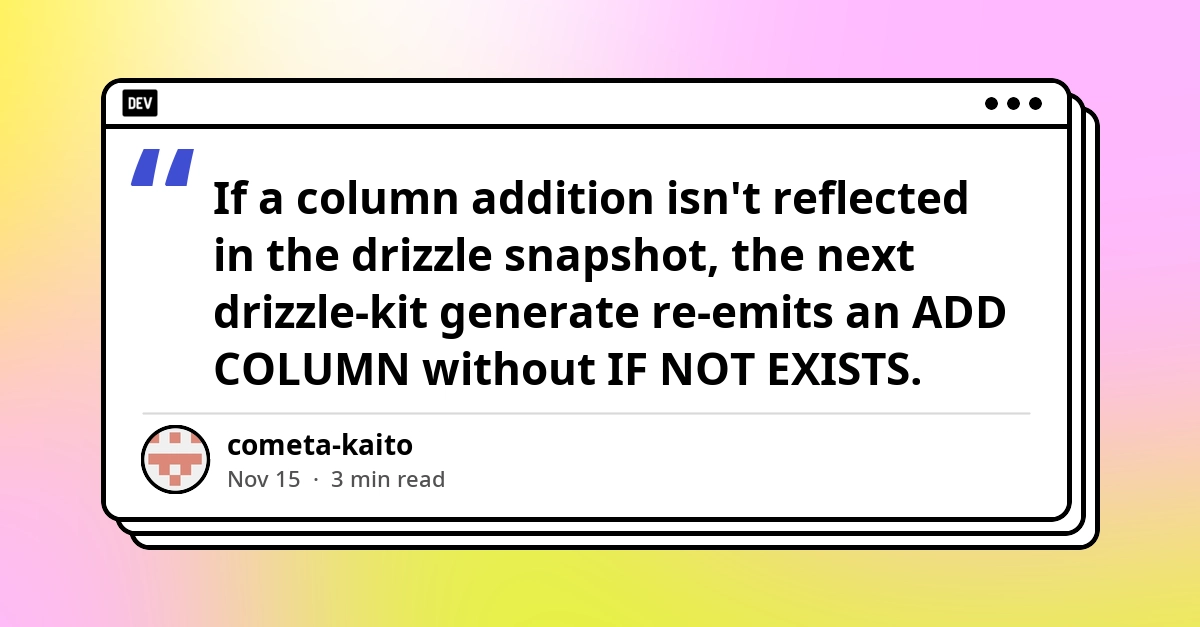 DEV
If a column addition isn't reflected
in the drizzle snapshot, the next
drizzle-kit generate re-emits an ADD
COLUMN without IF NOT EXISTS.
cometa-kaito
Nov 15 · 3 min read